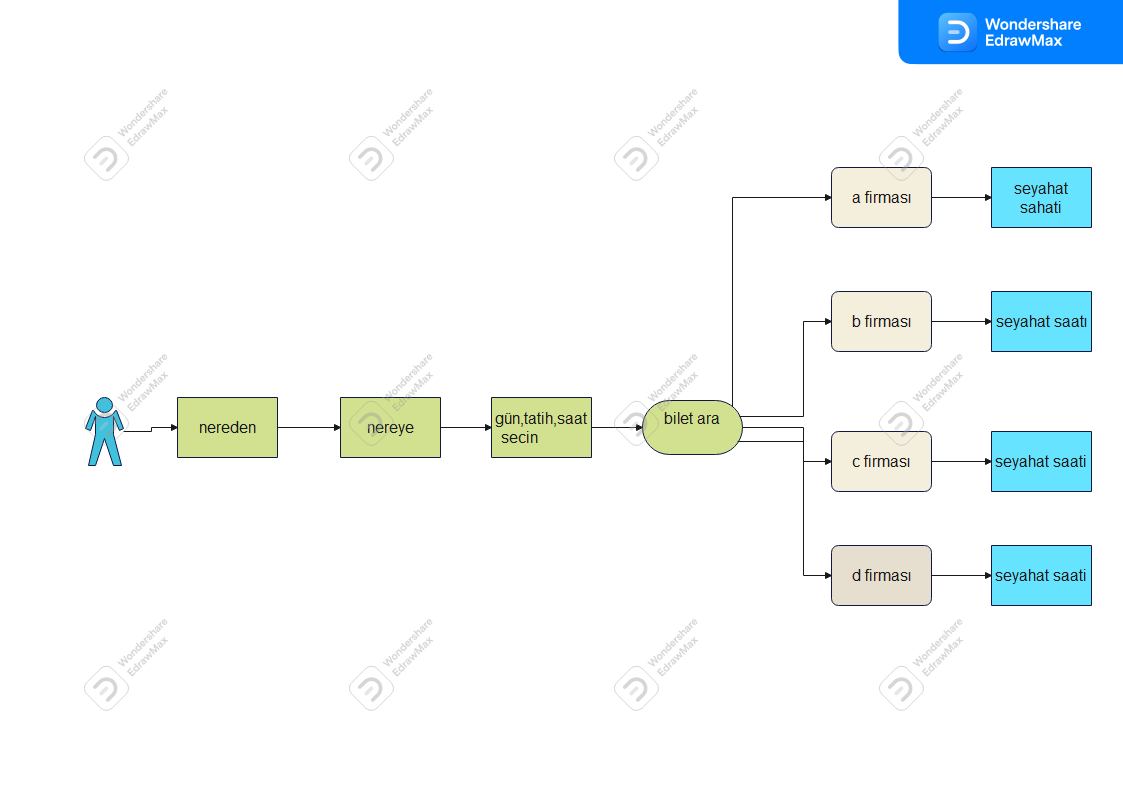 Wondershare
EdrawMax
Wondershare
EdrawMax
Wondershare
EdrawMax
Wondershare
EdrawMax
Wondershare
EdrawMax
a firması
seyahat
sahati
b firması
seyahat saatı
Wondershare
EdrawMax
Wondershare
EdrawMax
Wondershare
EdrawMax
Wondershare
EdrawMax
nereden
nereye
gün,tatih,saat
secin
bilet ara
c firması
seyahat saati
d firması
seyahat saati
Wondershare
EdrawMax
Wondershare
EdrawMax
Wondershare
EdrawMax
Wondershare
EdrawMax